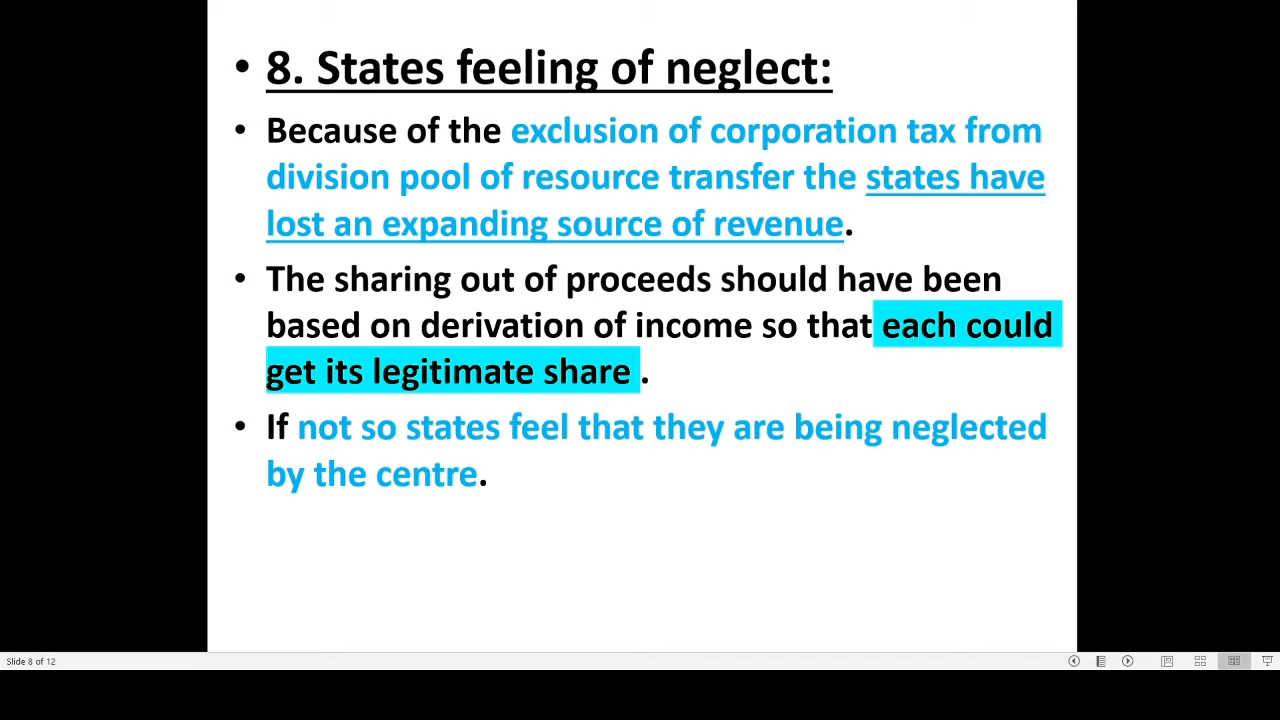 • 8. States feeling of neglect:
• Because of the exclusion of corporation tax from
division pool of resource transfer the states have
lost an expanding source of revenue.
• The sharing out of proceeds should have been
based on derivation of income so that each could
get its legitimate share .
• If not so states feel that they are being neglected
by the centre.
Slide 8 of 12